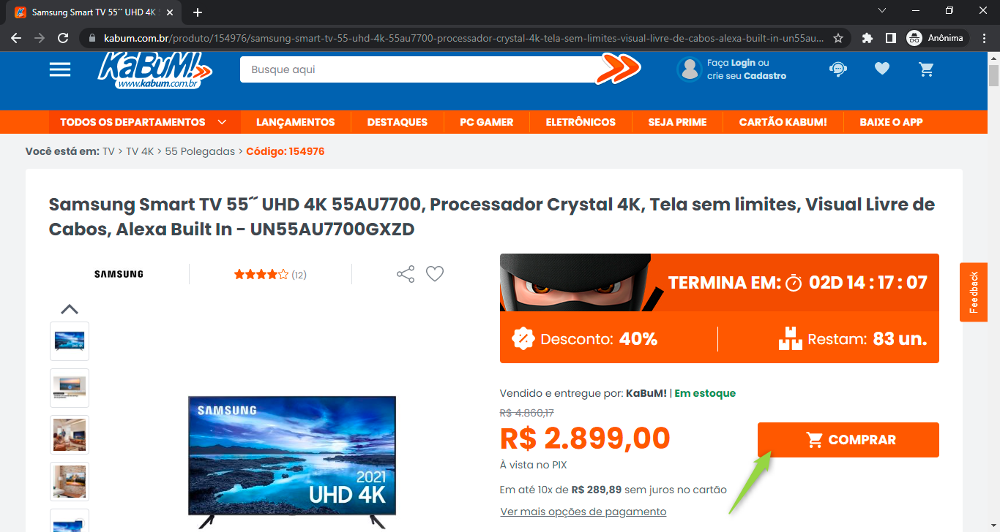 Samsung Smart TV 55´´ UHD 4K
kabum.com.br/produto/154976/samsung-smart-tv-55-uhd-4k-55au7700-processador-crystal-4k-tela-sem-limites-visual-livre-de-cabos-alexa-built-in-un55au...
Anônima
KaBuM!
www.kabum.com.br
Busque aqui
Faça Login ou
crie seu Cadastro
TODOS OS DEPARTAMENTOS
LANÇAMENTOS
DESTAQUES
PC GAMER
ELETRÔNICOS
SEJA PRIME
CARTÃO KABUM!
BAIXE O APP
Você está em: TV > TV 4K > 55 Polegadas > Código: 154976
Samsung Smart TV 55´´ UHD 4K 55AU7700, Processador Crystal 4K, Tela sem limites, Visual Livre de
Cabos, Alexa Built In - UN55AU7700GXZD
SAMSUNG
(12)
TERMINA EM: 02D 14 : 17 : 07
Desconto: 40%
Restam: 83 un.
Feedback
Vendido e entregue por: KaBuM! | Em estoque
R$ 4.860,17
R$ 2.899,00
COMPRAR
À vista no PIX
Em até 10x de R$ 289,89 sem juros no cartão
Ver mais opções de pagamento
SAMSUNG
2021
UHD 4K